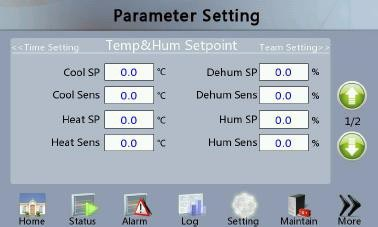 Parameter Setting
<<Time Setting Temp&Hum Setpoint Team Setting>>
Cool SP 0.0 °C Dehum SP 0.0 %
Cool Sens 0.0 °C Dehum Sens 0.0 %
Heat SP 0.0 °C Hum SP 0.0 %
1/2
Heat Sens 0.0 °C Hum Sens 0.0 %
Home Status Alarm Log Setting Maintain More